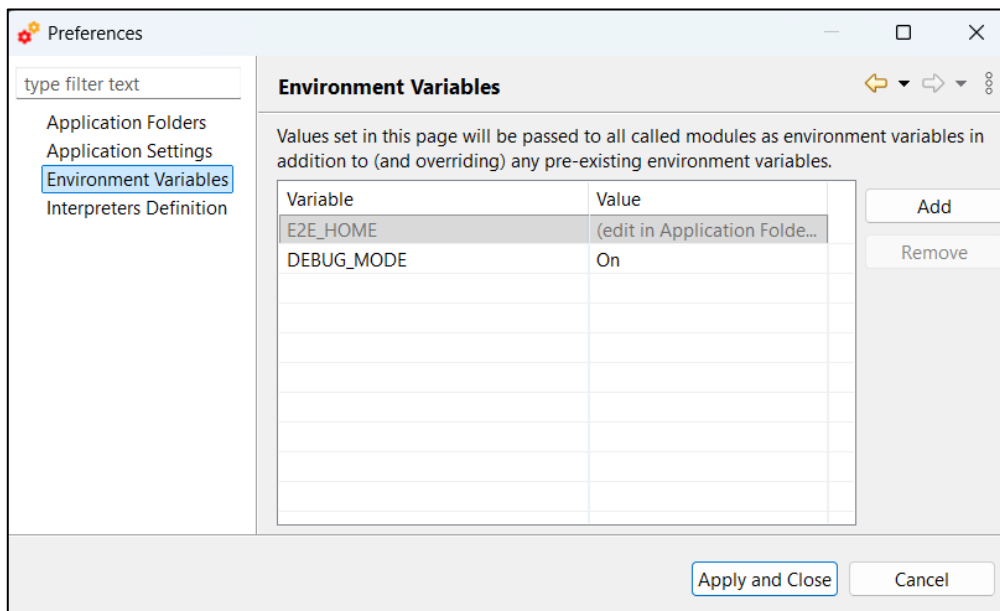 Preferences
type filter text
Application Folders
Application Settings
Environment Variables
Interpreters Definition
Environment Variables
Values set in this page will be passed to all called modules as environment variables in
addition to (and overriding) any pre-existing environment variables.
Variable Value
E2E_HOME (edit in Application Folde...
DEBUG_MODE On
Add
Remove
Apply and Close Cancel